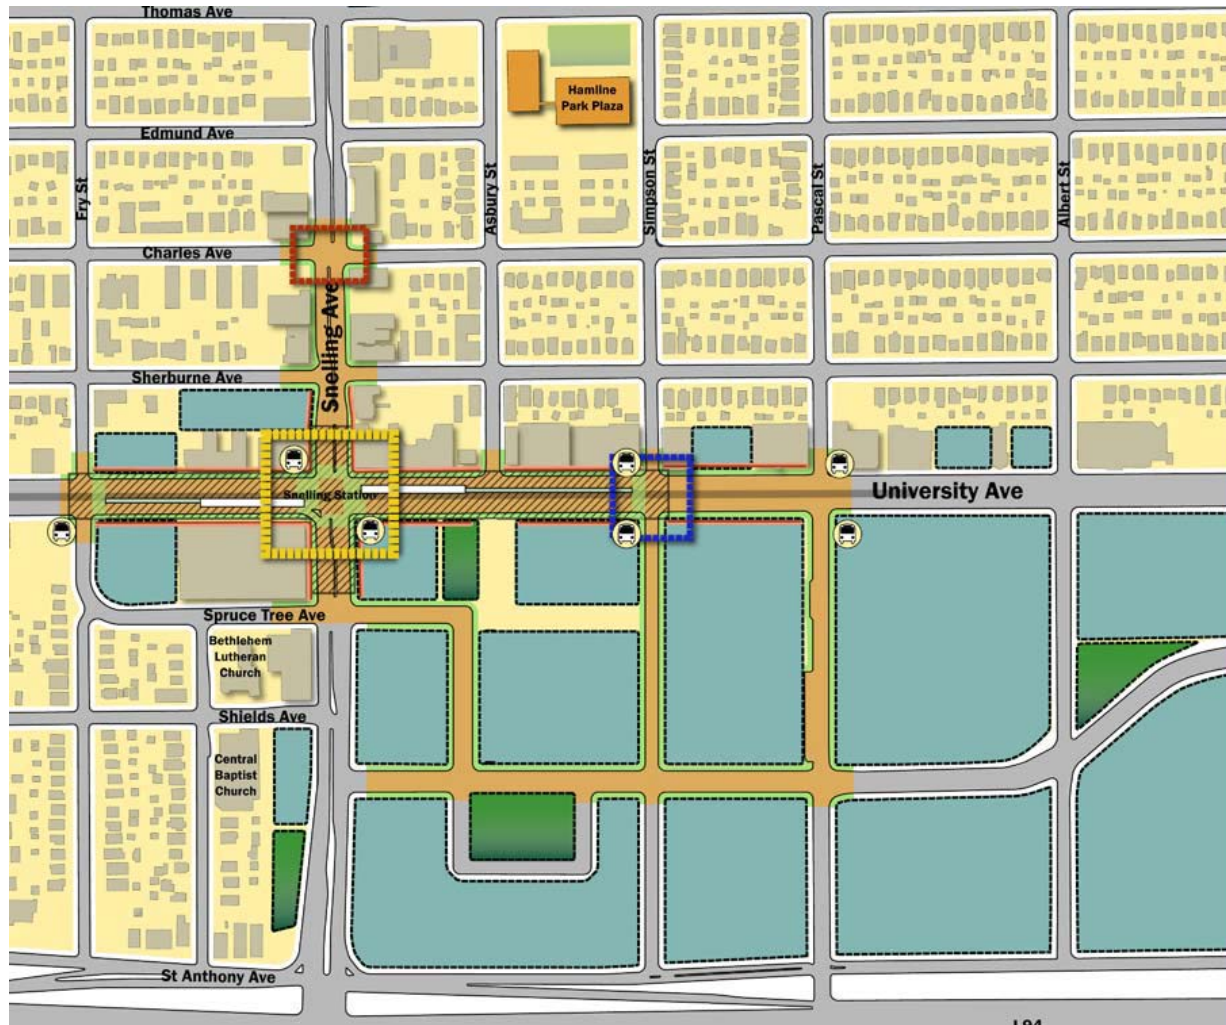 Thomas Ave
Hamline
Park Plaza
Edmund Ave
Fry St
Asbury St
Simpson St
Pascal St
Albert St
Charles Ave
Snelling Ave
Sherburne Ave
Snelling Station
University Ave
Spruce Tree Ave
Bethlehem
Lutheran
Church
Shields Ave
Central
Baptist
Church
St Anthony Ave
I 94